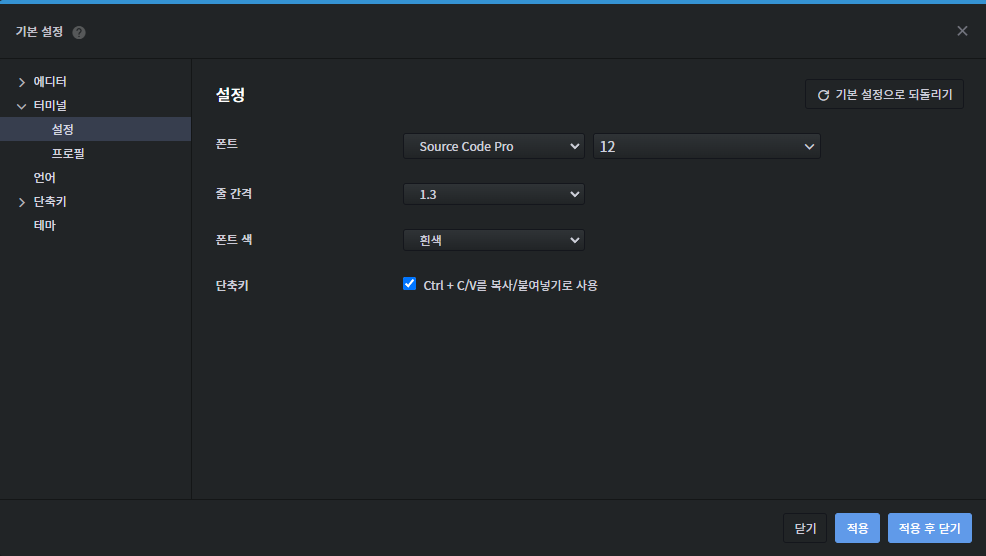 기본 설정 ?
에디터
터미널
설정
프로필
언어
단축키
테마
설정
기본 설정으로 되돌리기
폰트
Source Code Pro
12
줄 간격
1.3
폰트 색
흰색
단축키
Ctrl + C/V를 복사/붙여넣기로 사용
닫기
적용
적용 후 닫기